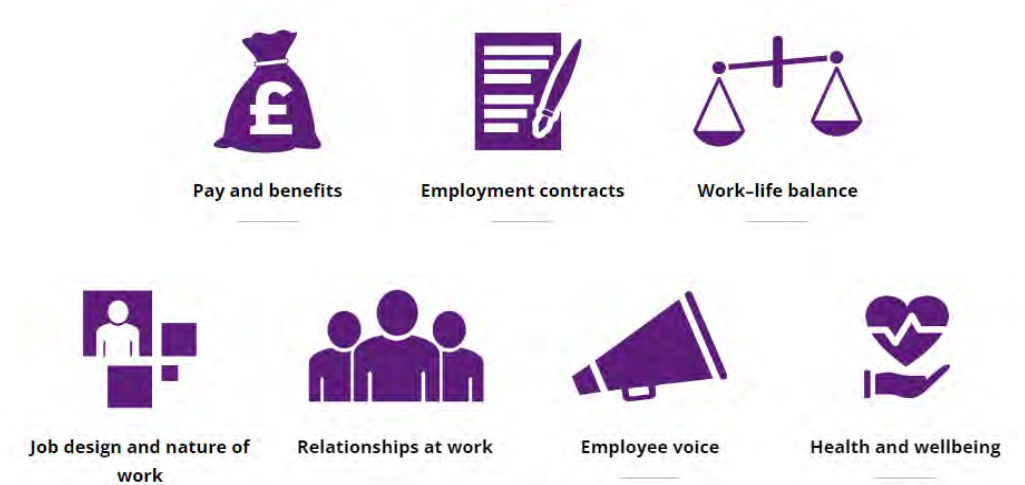 £
Pay and benefits
Employment contracts
Work–life balance
Job design and nature of
work
Relationships at work
Employee voice
Health and wellbeing